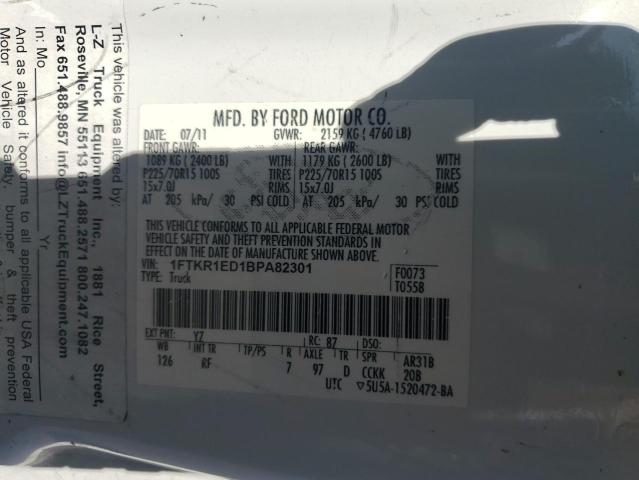 MFD. BY FORD MOTOR CO.
DATE: 07/11 GVWR: 2159 KG ( 4760 LB)
FRONT GAWR: REAR GAWR:
1089 KG ( 2400 LB) WITH 1179 KG ( 2600 LB) WITH
P225/70R15 100S TIRES P225/70R15 100S TIRES
15x7.0J RIMS 15x7.0J RIMS
AT 205 kPa/ 30 PSI COLD AT 205 kPa/ 30 PSI COLD
THIS VEHICLE CONFORMS TO ALL APPLICABLE FEDERAL MOTOR
VEHICLE SAFETY AND THEFT PREVENTION STANDARDS IN
EFFECT ON THE DATE OF MANUFACTURE SHOWN ABOVE.
VIN: 1FTKR1ED1BPA82301 F0073
TYPE: Truck T0558
EXT PNT: YZ RC: 87 DSO:
WB INT TR TP/PS R AXLE TR SPR AR31B
126 RF 7 97 D CCKK 20B
UTC 5U5A-1520472-BA
This vehicle was altered by:
L-Z Truck Equipment Inc., 1881 Rice Street,
Roseville, MN 55113 651.488.2571 800.247.1082
Fax 651.488.9857 info@LZTruckEquipment.com
In: Mo Yr.
And as altered it conforms to all applicable USA Federal
Motor Vehicle Safety, bumper & theft prevention